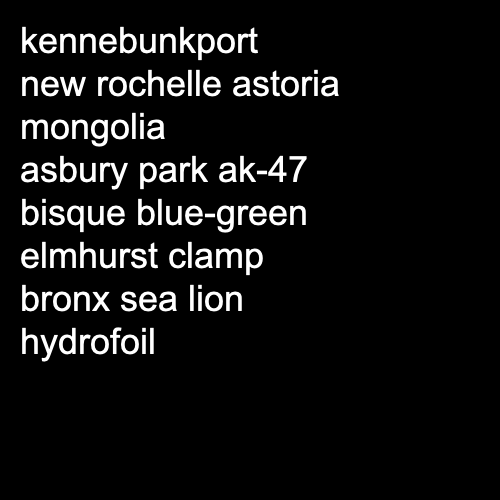 kennebunkport
new rochelle astoria
mongolia
asbury park ak-47
bisque blue-green
elmhurst clamp
bronx sea lion
hydrofoil